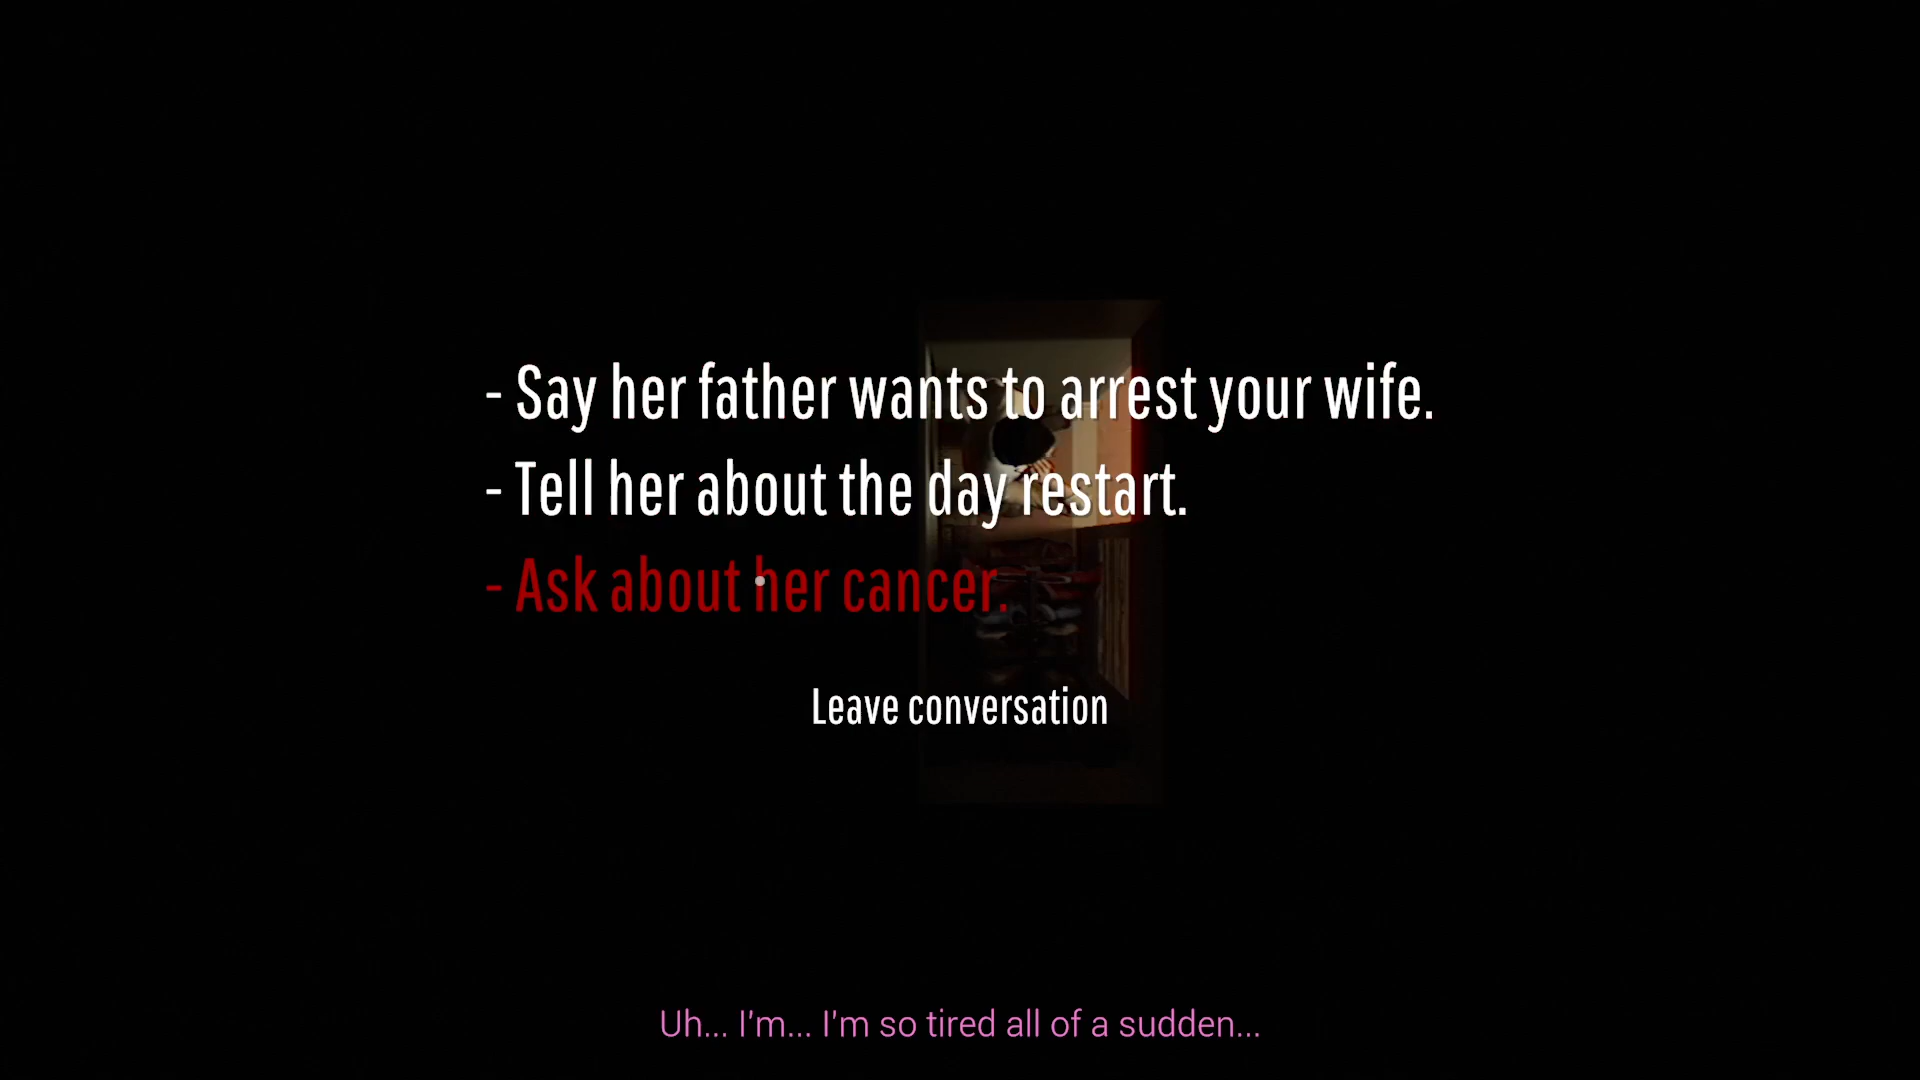 - Say her father wants to arrest your wife.
- Tell her about the day restart.
- Ask about her cancer.
Leave conversation
Uh... I'm... I'm so tired all of a sudden...